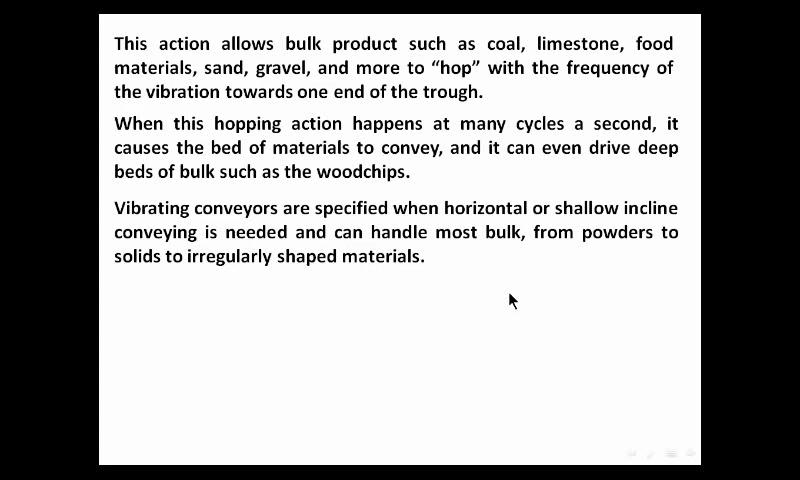 This action allows bulk product such as coal, limestone, food
materials, sand, gravel, and more to “hop” with the frequency of
the vibration towards one end of the trough.
When this hopping action happens at many cycles a second, it
causes the bed of materials to convey, and it can even drive deep
beds of bulk such as the woodchips.
Vibrating conveyors are specified when horizontal or shallow incline
conveying is needed and can handle most bulk, from powders to
solids to irregularly shaped materials.